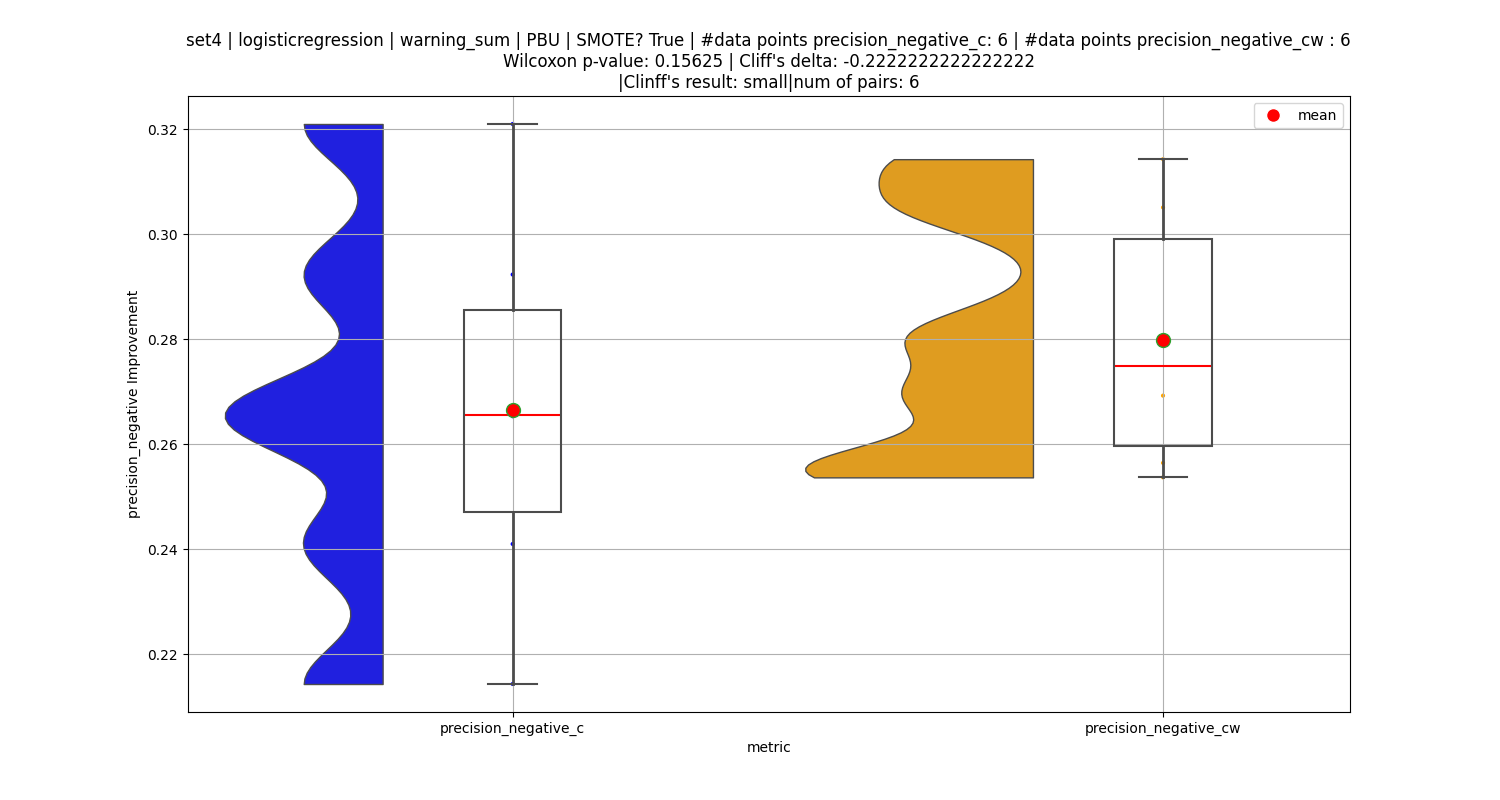 set4 | logisticregression | warning_sum | PBU | SMOTE? True | #data points precision_negative_c: 6 | #data points precision_negative_cw : 6
Wilcoxon p-value: 0.15625 | Cliff's delta: -0.2222222222222222
|Clinff's result: small|num of pairs: 6
mean
0.32
0.30
0.28
0.26
0.24
0.22
precision_negative Improvement
precision_negative_c
precision_negative_cw
metric